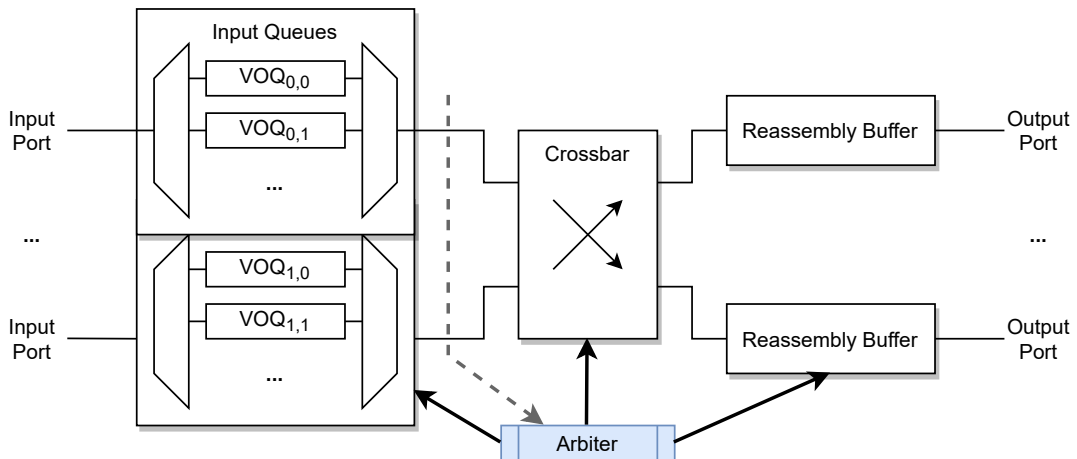 Input Queues
VOQ0,0
Input
Port
VOQ0,1
...
Crossbar
Reassembly Buffer
Output
Port
...
...
VOQ1,0
Input
Port
VOQ1,1
...
Reassembly Buffer
Output
Port
Arbiter